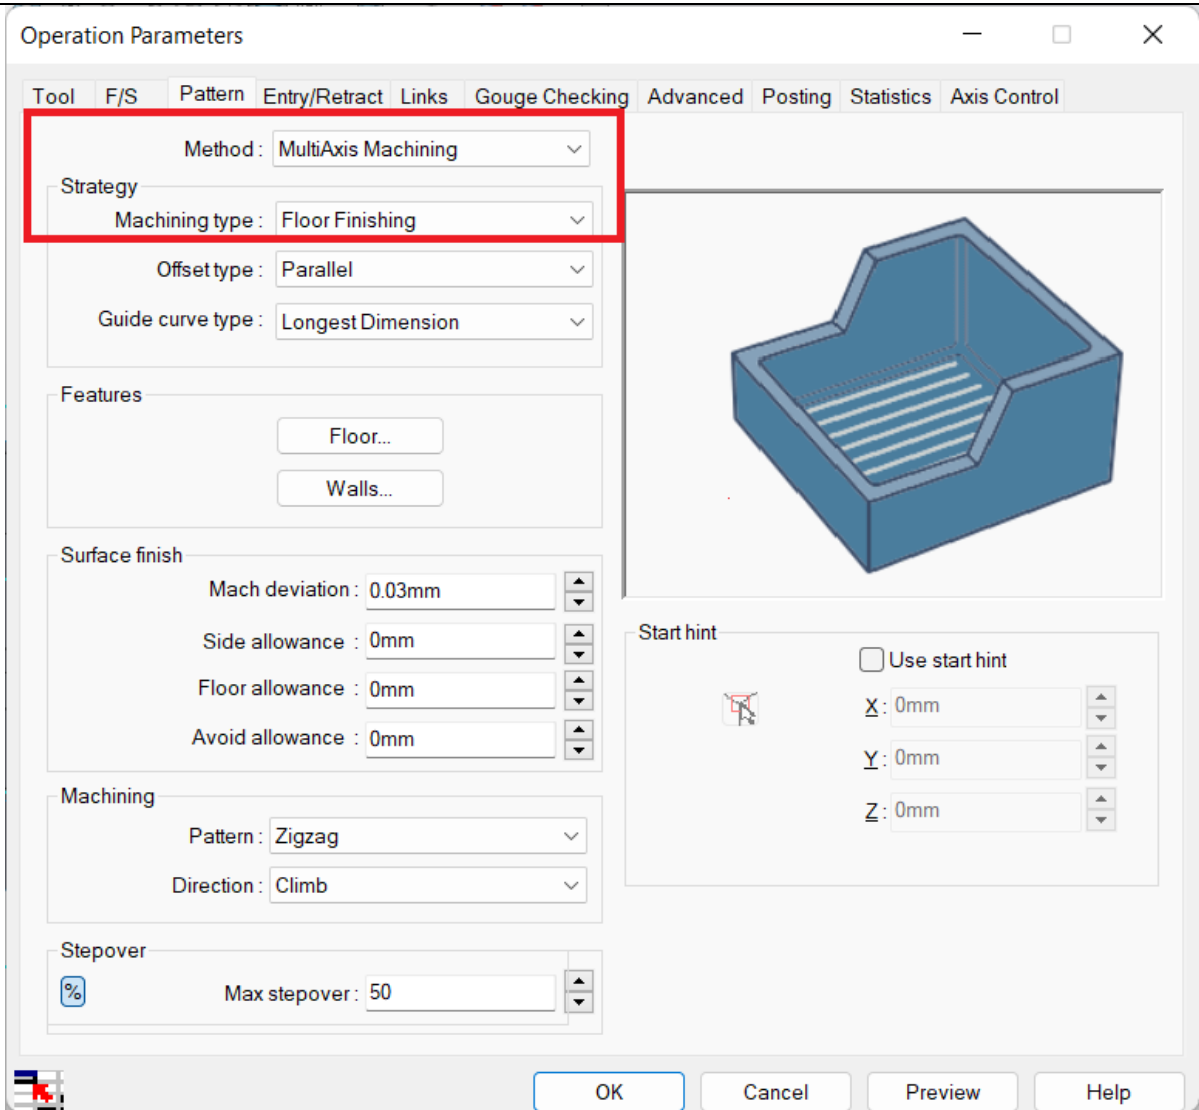 Operation Parameters
Tool F/S Pattern Entry/Retract Links Gouge Checking Advanced Posting Statistics Axis Control
Method : MultiAxis Machining
Strategy
Machining type : Floor Finishing
Offset type : Parallel
Guide curve type : Longest Dimension
Features
Floor...
Walls...
Surface finish
Mach deviation : 0.03mm
Side allowance : 0mm
Floor allowance : 0mm
Avoid allowance : 0mm
Machining
Pattern : Zigzag
Direction : Climb
Stepover
% Max stepover : 50
Start hint
Use start hint
X : 0mm
Y : 0mm
Z : 0mm
OK Cancel Preview Help